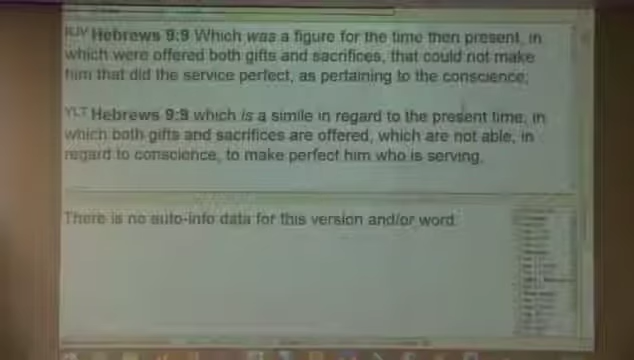 KJV Hebrews 9:9 Which was a figure for the time then present, in
which were offered both gifts and sacrifices, that could not make
him that did the service perfect, as pertaining to the conscience;
YLT Hebrews 9:9 which is a simile in regard to the present time, in
which both gifts and sacrifices are offered, which are not able, in
regard to conscience, to make perfect him who is serving,
There is no auto-info data for this version and/or word